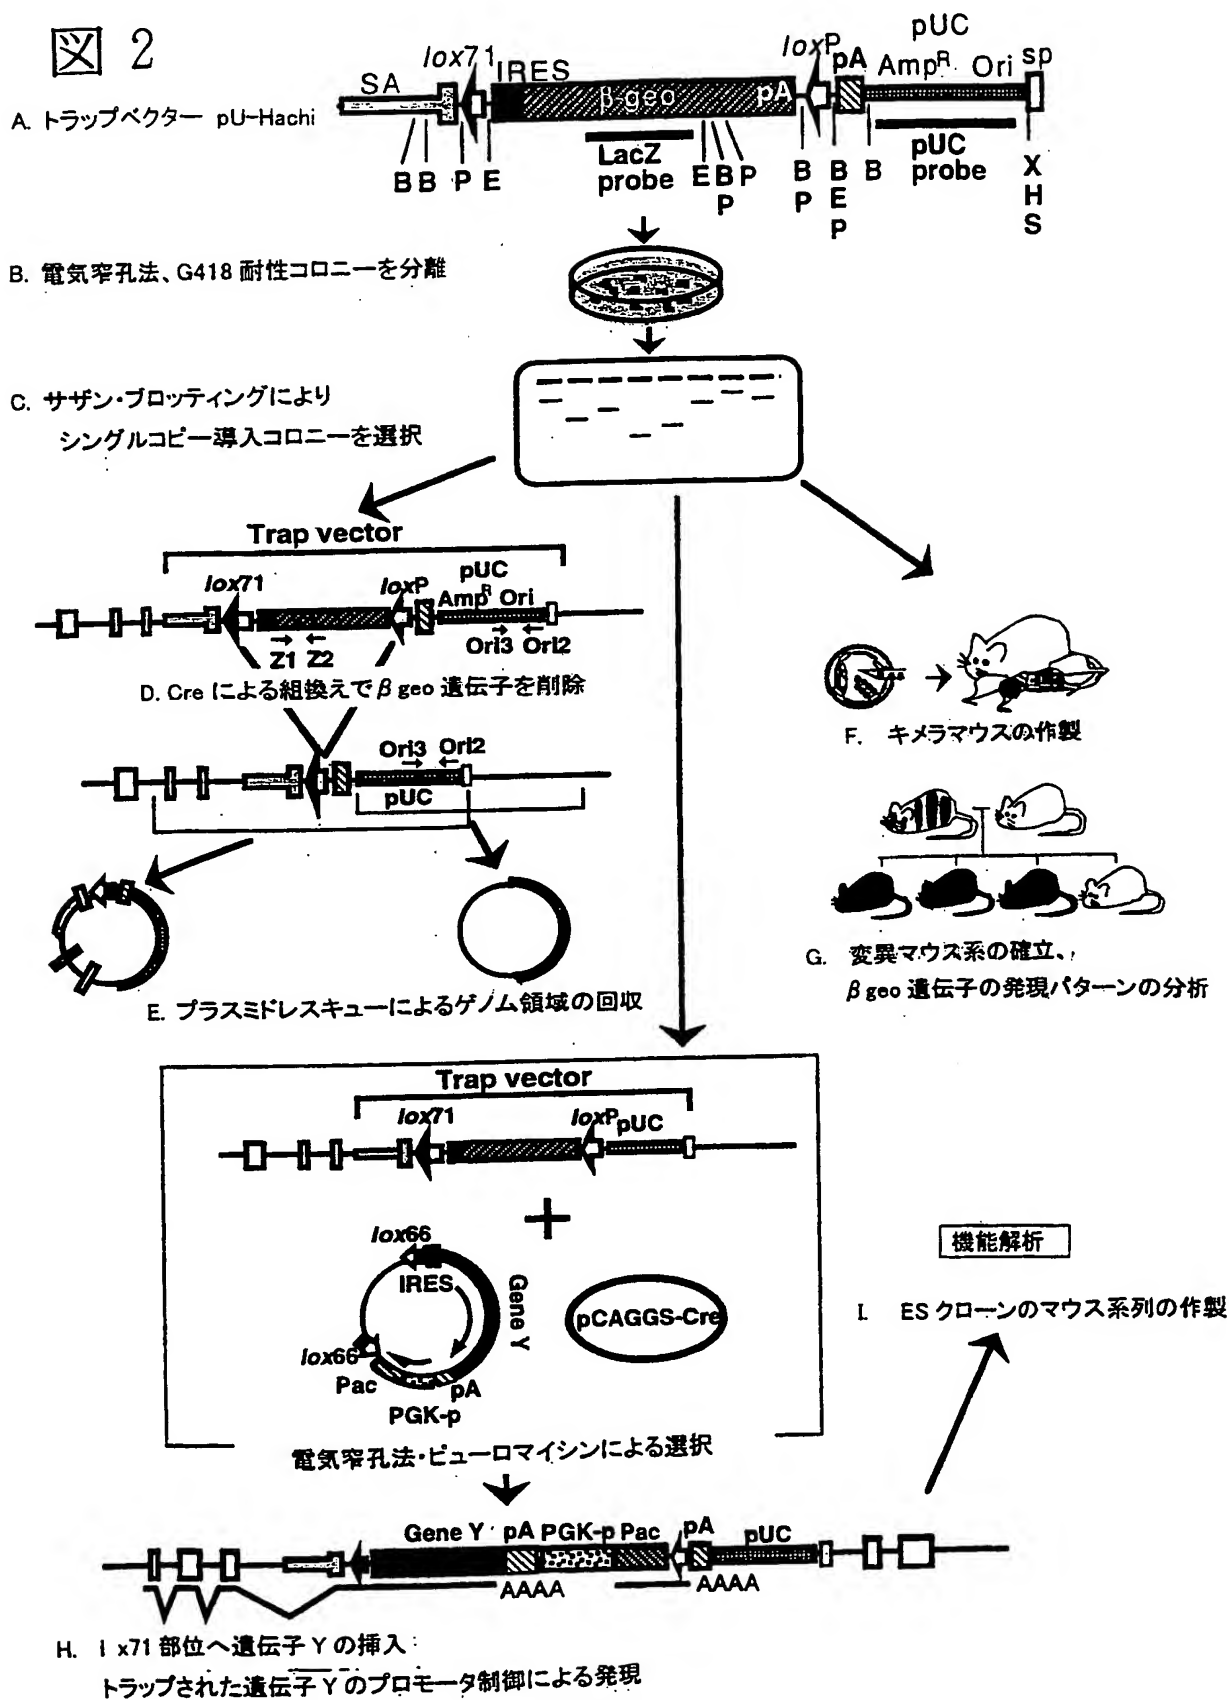 図 2
A. トラップベクター pU-Hachi
SA
lox71
IRES
β-geo
pA
loxP
pA
pUC
AmpR Ori
sp
B B P E
LacZ
probe
E B P
P
B
P
B
E
P
B
pUC
probe
X
H
S
B. 電気窄孔法、G418 耐性コロニーを分離
C. サザン・ブロッティングにより
シングルコピー導入コロニーを選択
Trap vector
lox71
loxP
pUC
AmpR Ori
Z1 Z2
Ori3 Ori2
D. Cre による組換えでβgeo 遺伝子を削除
Ori3 Ori2
pUC
E. プラスミドレスキューによるゲノム領域の回収
F. キメラマウスの作製
G. 変異マウス系の確立、
βgeo 遺伝子の発現パターンの分析
Trap vector
lox71
loxP
pUC
+
lox66
IRES
Gene Y
lox66
Pac
pA
PGK-p
pCAGGS-Cre
電気窄孔法・ピューロマイシンによる選択
機能解析
I. ESクローンのマウス系列の作製
Gene Y pA PGK-p Pac pA pUC
AAAA AAAA
H. l x71 部位へ遺伝子 Y の挿入:
トラップされた遺伝子 Y のプロモータ制御による発現